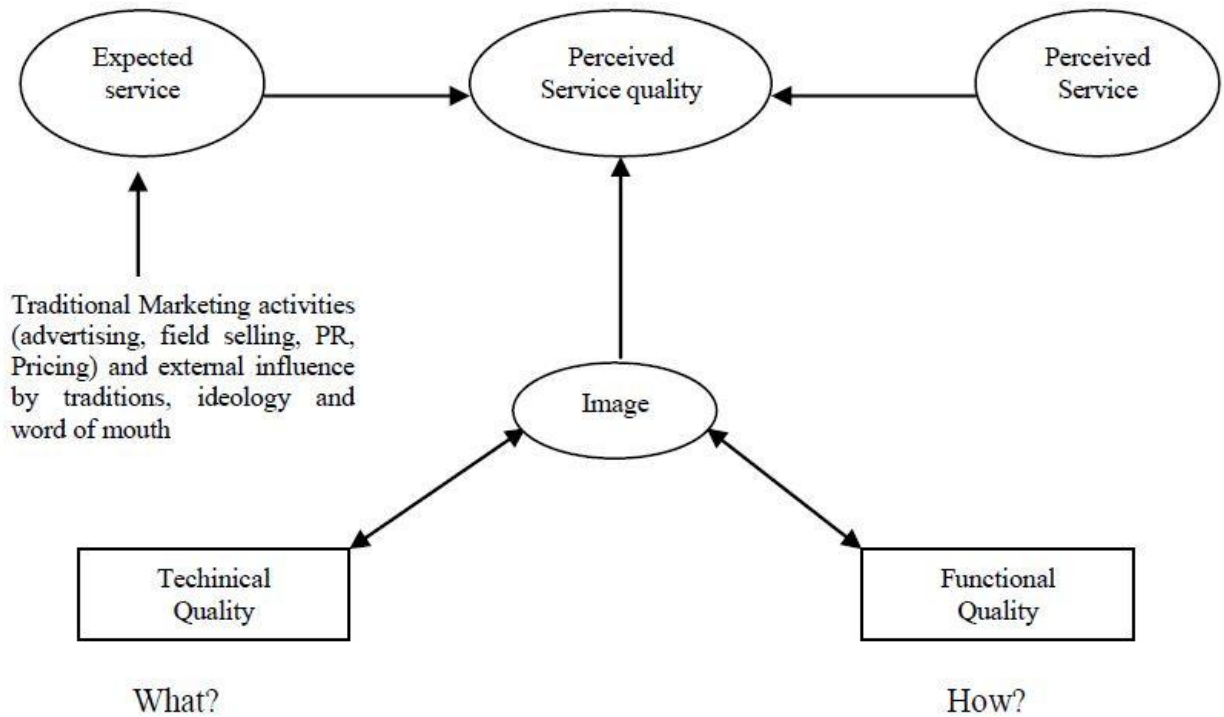 Expected
service
Perceived
Service quality
Perceived
Service
Traditional Marketing activities
(advertising, field selling, PR,
Pricing) and external influence
by traditions, ideology and
word of mouth
Image
Techinical
Quality
Functional
Quality
What?
How?